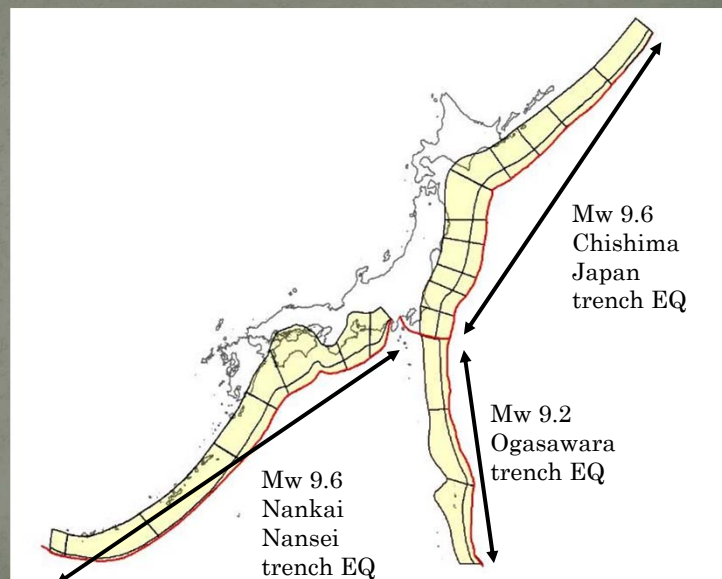 Mw 9.6
Chishima
Japan
trench EQ
Mw 9.2
Ogasawara
trench EQ
Mw 9.6
Nankai
Nansei
trench EQ